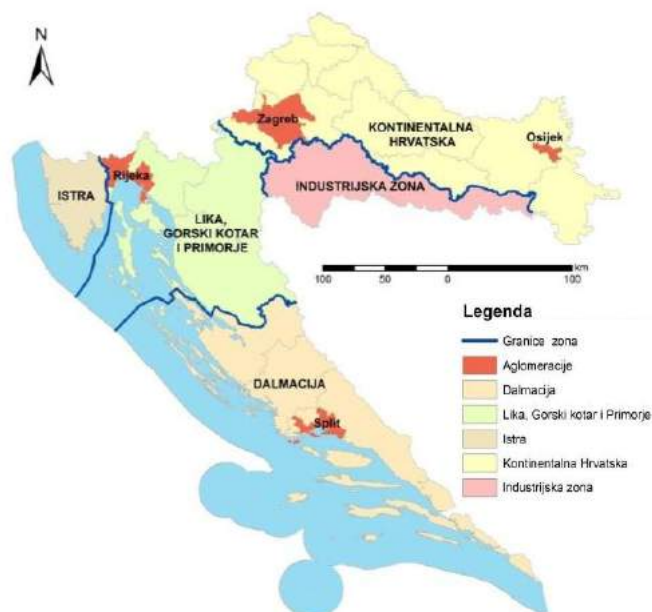 N
Zagreb
KONTINENTALNA
HRVATSKA
Osijek
Rijeka
ISTRA
INDUSTRIJSKA ZONA
LIKA,
GORSKI KOTAR
I PRIMORJE
100 50 0 100 km
DALMACIJA
Split
Legenda
Granice zona
Aglomeracije
Dalmacija
Lika, Gorski kotar i Primorje
Istra
Kontinentalna Hrvatska
Industrijska zona